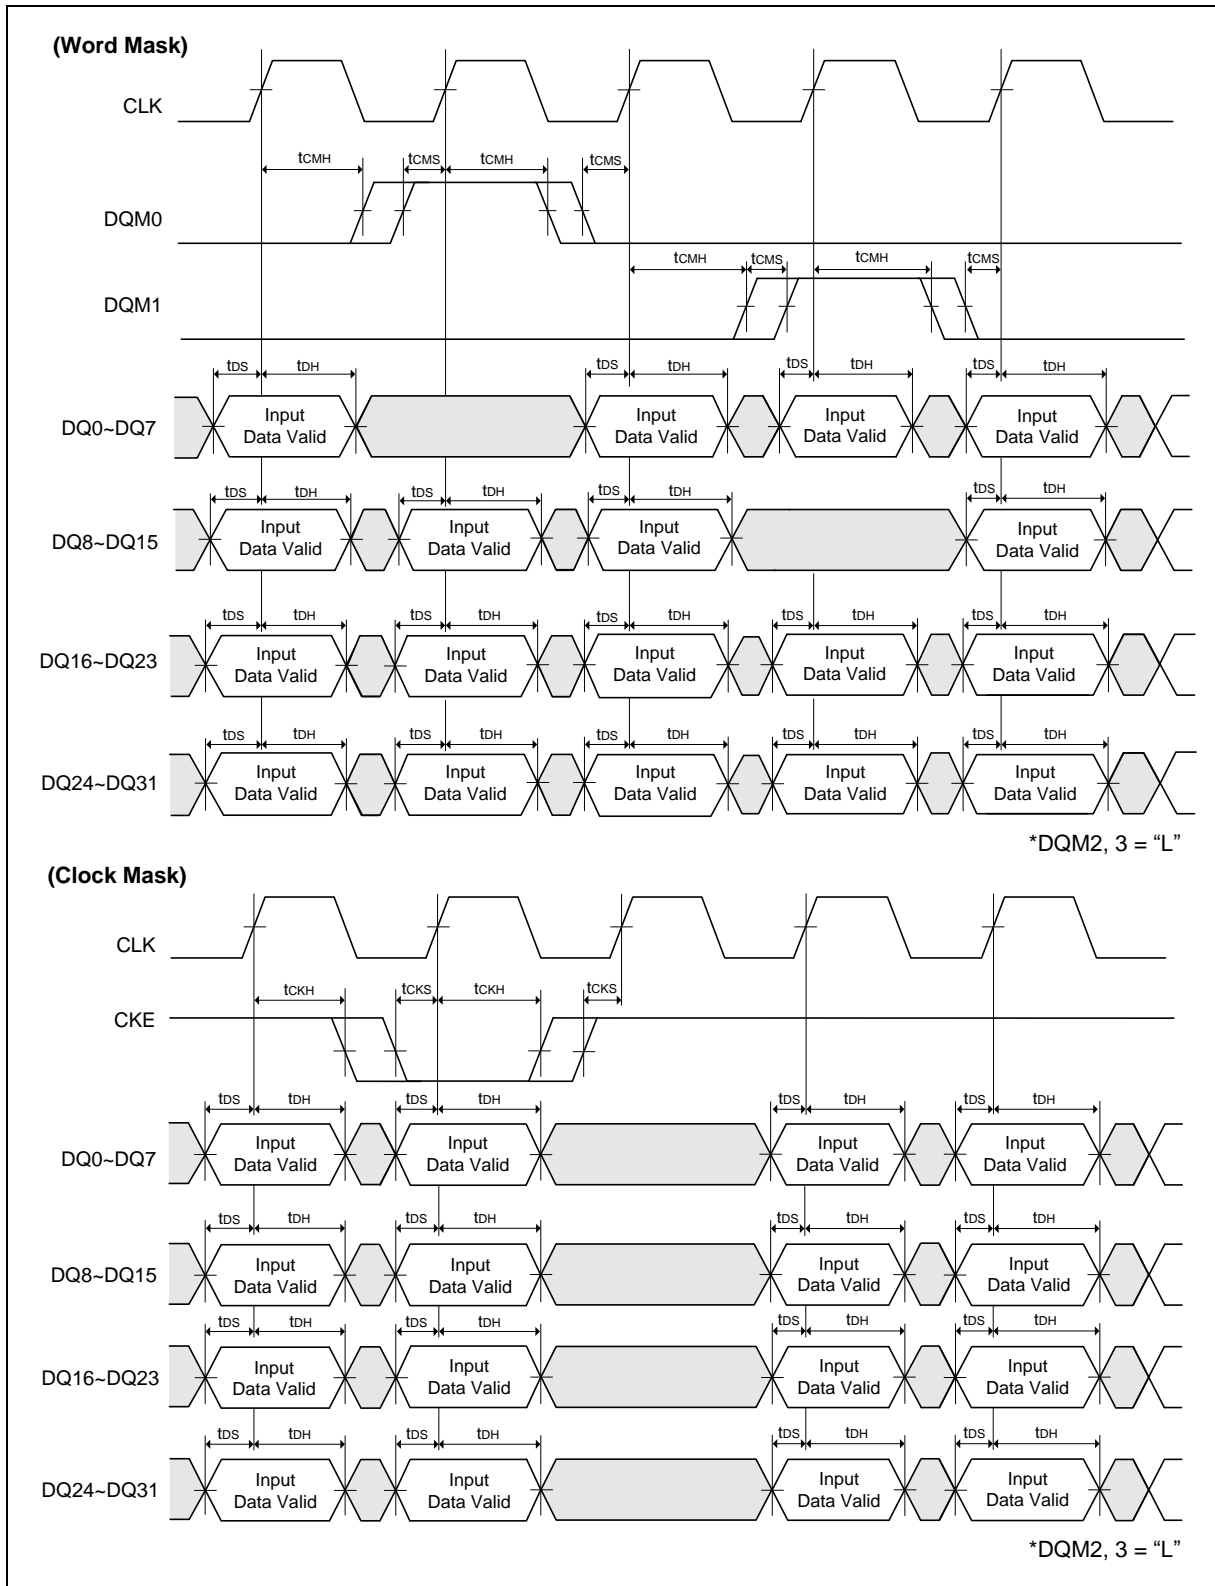 (Word Mask)
CLK
tCMH tCMS tCMH tCMS
DQM0
tCMH tCMS tCMH tCMS
DQM1
tDS tDH tDS tDH tDS tDH tDS tDH
DQ0~DQ7
Input Data Valid
Input Data Valid
Input Data Valid
Input Data Valid
tDS tDH tDS tDH tDS tDH tDS tDH
DQ8~DQ15
Input Data Valid
Input Data Valid
Input Data Valid
Input Data Valid
tDS tDH tDS tDH tDS tDH tDS tDH tDS tDH
DQ16~DQ23
Input Data Valid
Input Data Valid
Input Data Valid
Input Data Valid
Input Data Valid
tDS tDH tDS tDH tDS tDH tDS tDH tDS tDH
DQ24~DQ31
Input Data Valid
Input Data Valid
Input Data Valid
Input Data Valid
Input Data Valid
*DQM2, 3 = “L”
(Clock Mask)
CLK
tCKH tCKS tCKH tCKS
CKE
tDS tDH tDS tDH tDS tDH tDS tDH
DQ0~DQ7
Input Data Valid
Input Data Valid
Input Data Valid
Input Data Valid
tDS tDH tDS tDH tDS tDH tDS tDH
DQ8~DQ15
Input Data Valid
Input Data Valid
Input Data Valid
Input Data Valid
tDS tDH tDS tDH tDS tDH tDS tDH
DQ16~DQ23
Input Data Valid
Input Data Valid
Input Data Valid
Input Data Valid
tDS tDH tDS tDH tDS tDH tDS tDH
DQ24~DQ31
Input Data Valid
Input Data Valid
Input Data Valid
Input Data Valid
*DQM2, 3 = “L”